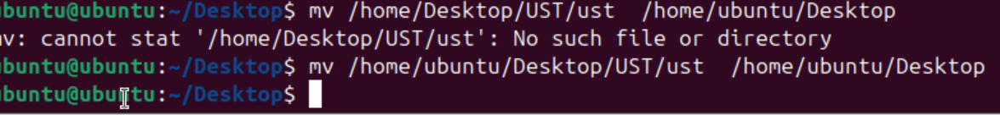 ubuntu@ubuntu:~/Desktop$ mv /home/Desktop/UST/ust  /home/ubuntu/Desktop
mv: cannot stat '/home/Desktop/UST/ust': No such file or directory
ubuntu@ubuntu:~/Desktop$ mv /home/ubuntu/Desktop/UST/ust  /home/ubuntu/Desktop
ubuntu@ubuntu:~/Desktop$